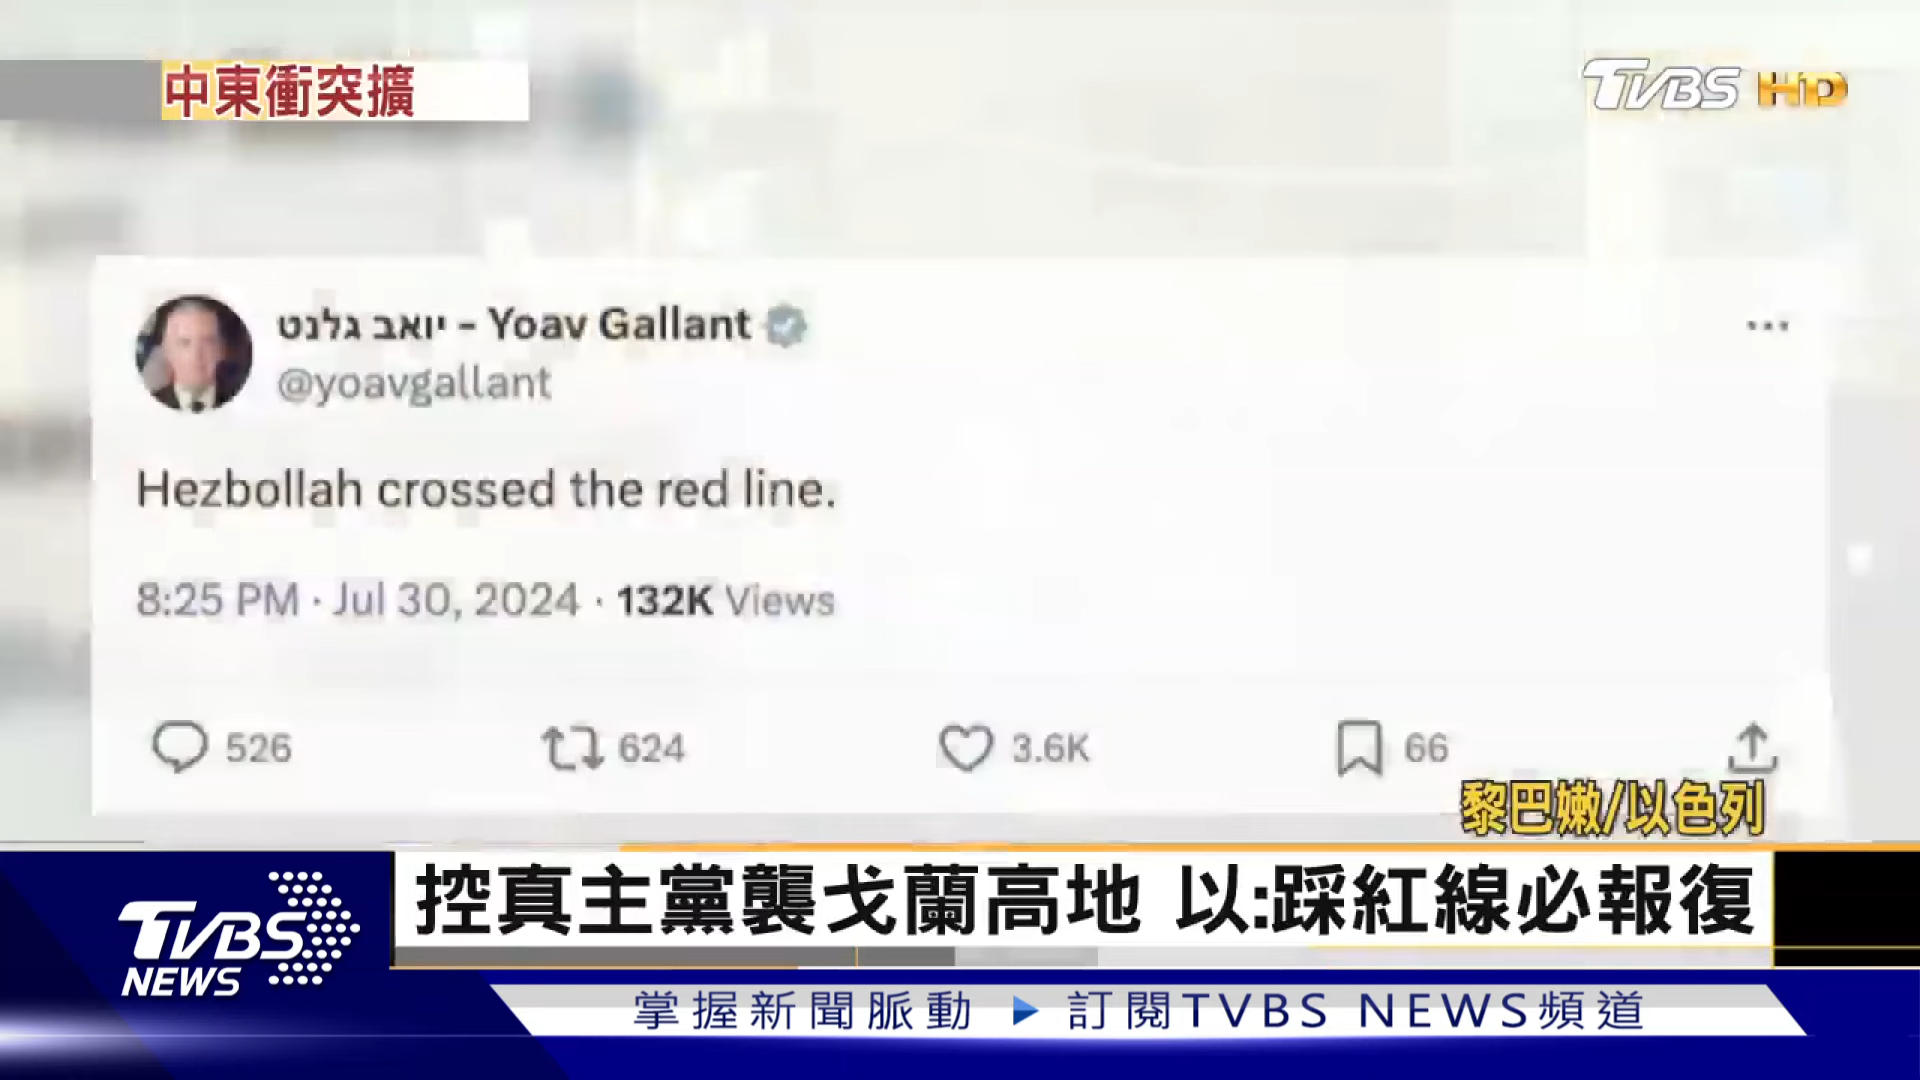 中東衝突擴
TVBS HD
יואב גלנט - Yoav Gallant
@yoavgallant
Hezbollah crossed the red line.
8:25 PM · Jul 30, 2024 · 132K Views
526 624 3.6K 66
黎巴嫩/以色列
控真主黨襲戈蘭高地 以:踩紅線必報復
TVBS NEWS
掌握新聞脈動 ▶ 訂閱TVBS NEWS頻道